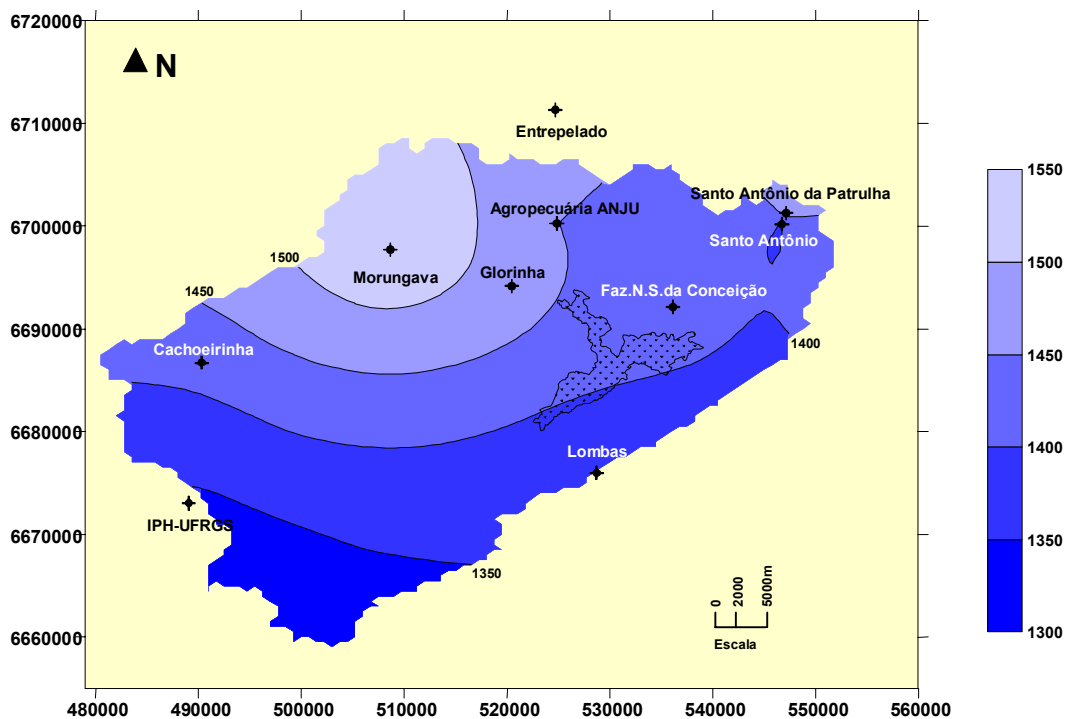 6720000
N
6710000
Entrepelado
1550
Santo Antônio da Patrulha
Agropecuária ANJU
6700000
Santo Antônio
1500
1500
Morungava
Glorinha
Faz.N.S.da Conceição
1450
6690000
1400
Cachoeirinha
1450
6680000
Lombas
1400
IPH-UFRGS
6670000
1350
1350
0
2000
5000m
Escala
6660000
1300
480000 490000 500000 510000 520000 530000 540000 550000 560000